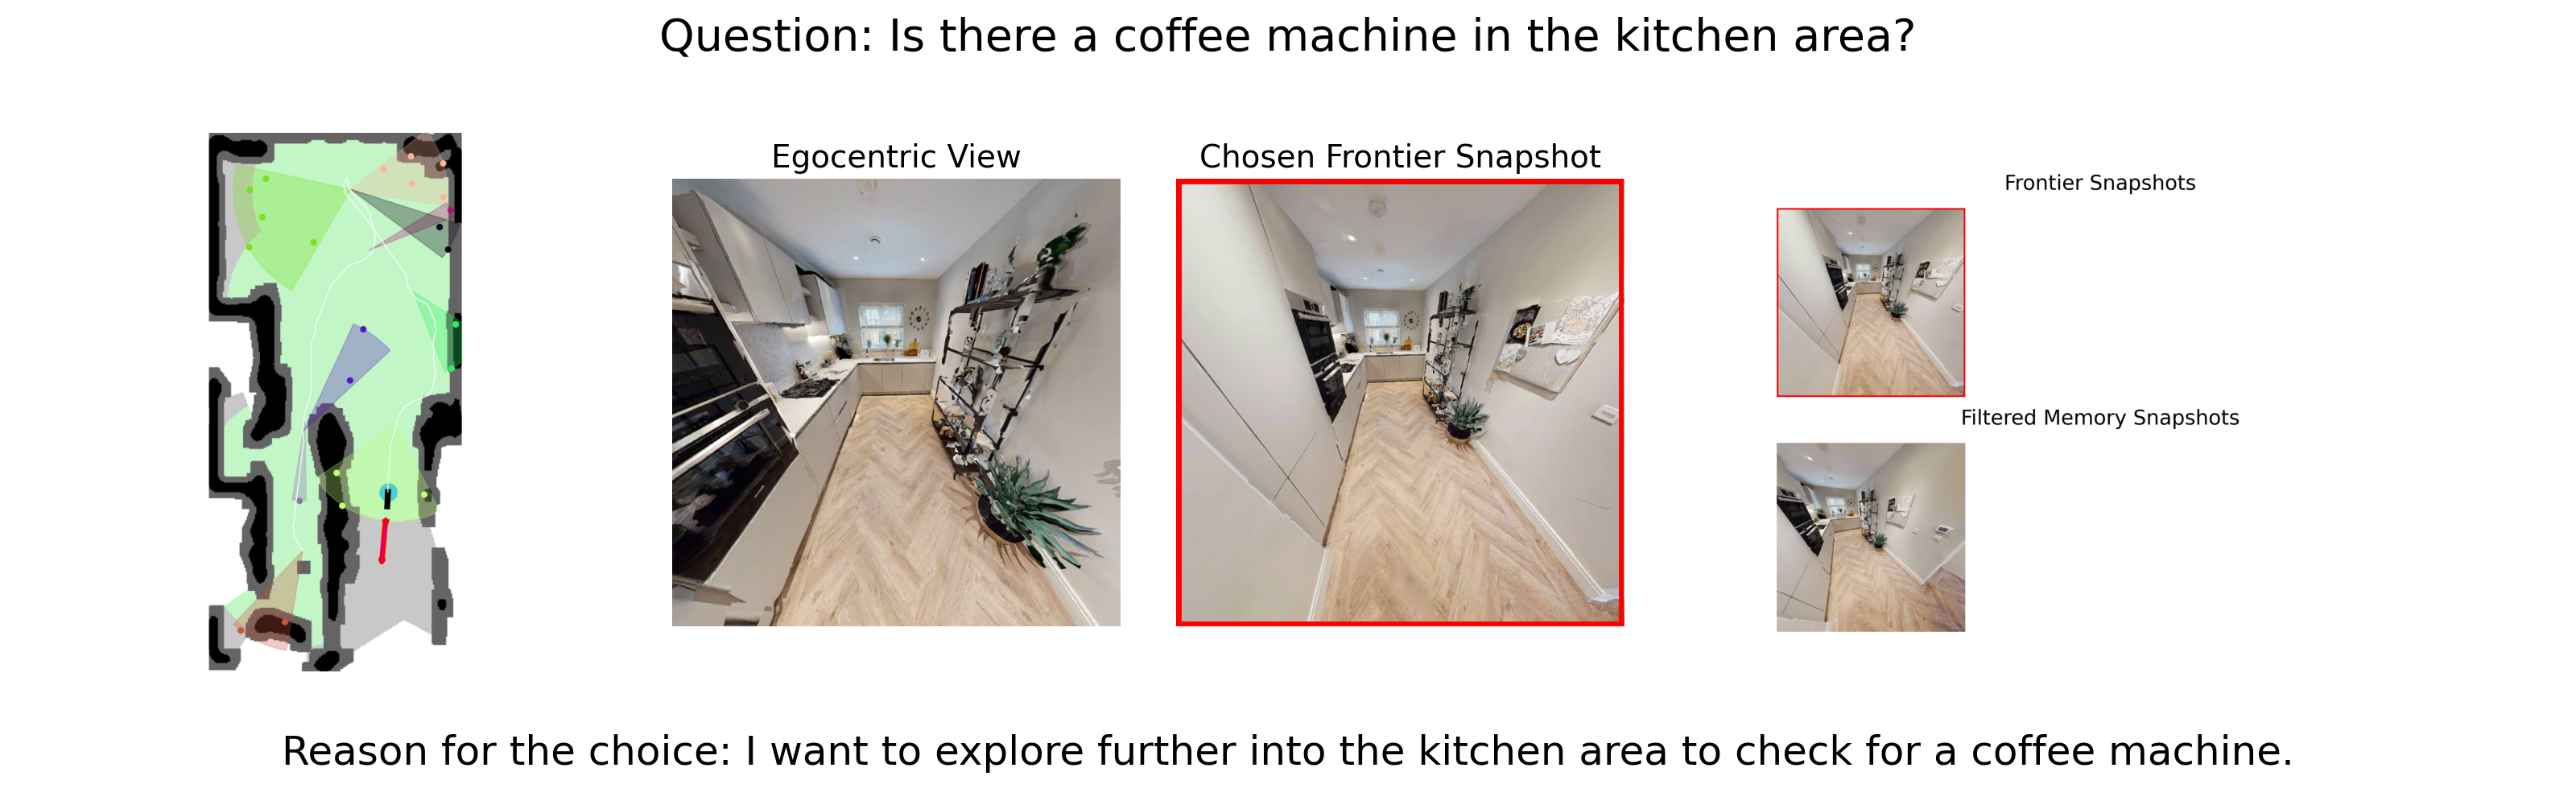 Question: Is there a coffee machine in the kitchen area?
Egocentric View
Chosen Frontier Snapshot
Frontier Snapshots
Filtered Memory Snapshots
Reason for the choice: I want to explore further into the kitchen area to check for a coffee machine.